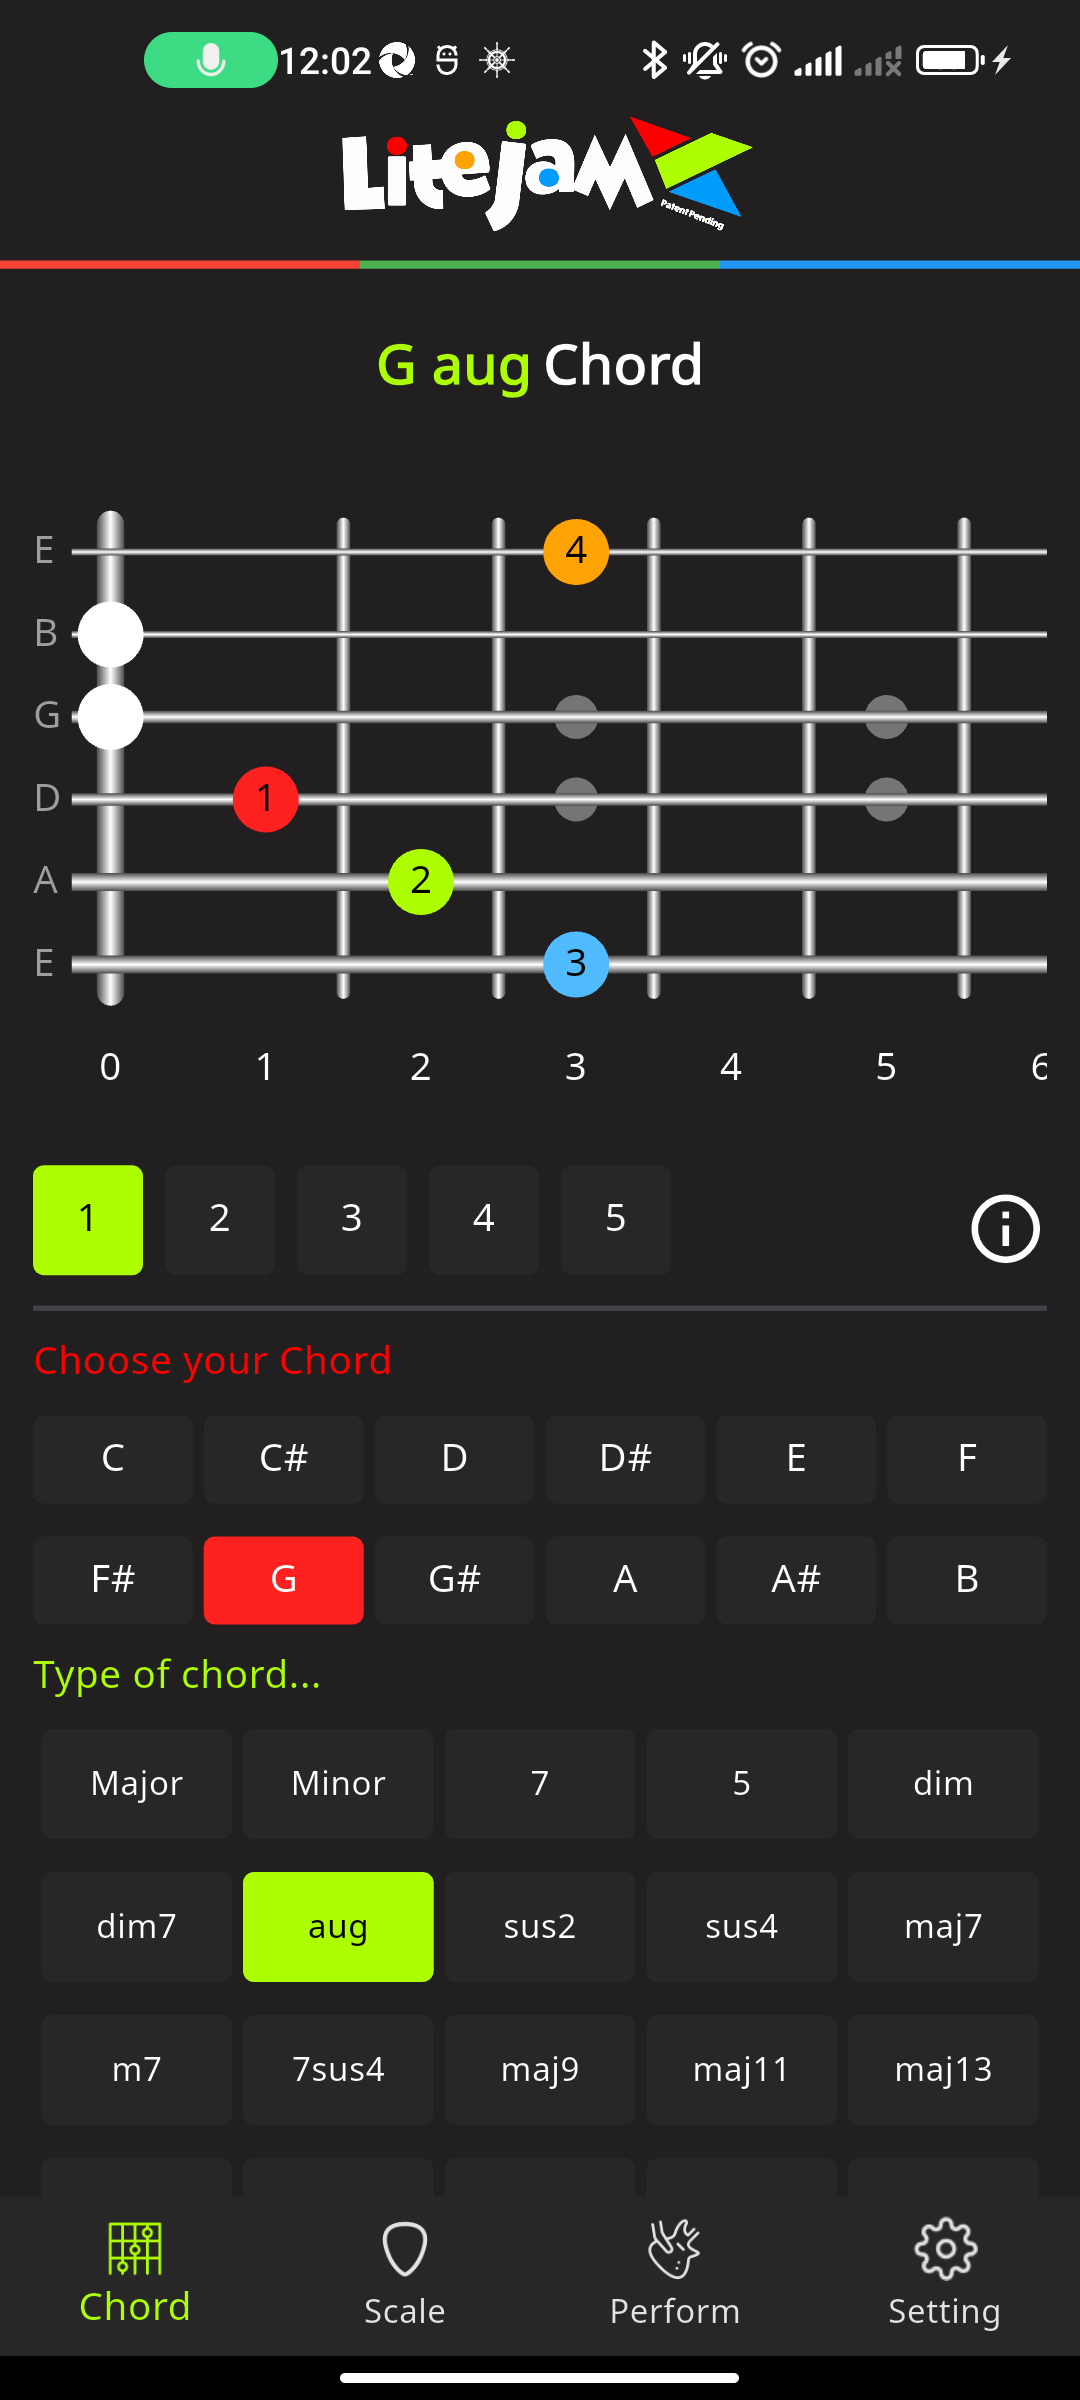 12:02
Litejam
Patent Pending
G aug Chord
E 4
B
G
D 1
A 2
E 3
0 1 2 3 4 5 6
1 2 3 4 5
Choose your Chord
C C# D D# E F
F# G G# A A# B
Type of chord...
Major Minor 7 5 dim
dim7 aug sus2 sus4 maj7
m7 7sus4 maj9 maj11 maj13
Chord Scale Perform Setting